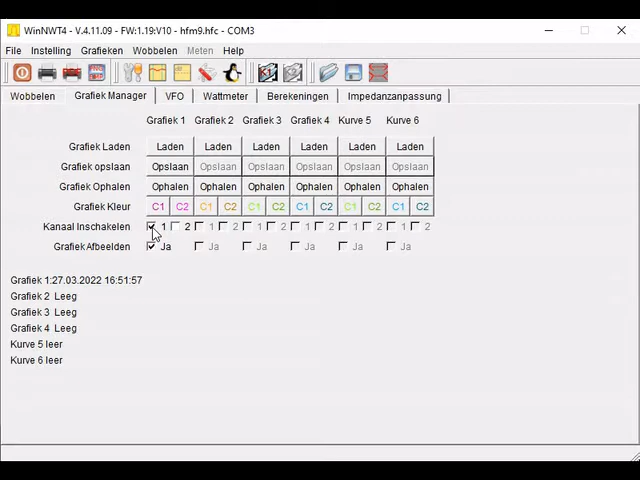 WinNWT4 - V.4.11.09 - FW:1.19:V10 - hfm9.hfc - COM3
File Instelling Grafieken Wobbelen Meten Help
Wobbelen Grafiek Manager VFO Wattmeter Berekeningen Impedanzanpassung
Grafiek 1 Grafiek 2 Grafiek 3 Grafiek 4 Kurve 5 Kurve 6
Grafiek Laden Laden Laden Laden Laden Laden Laden
Grafiek opslaan Opslaan Opslaan Opslaan Opslaan Opslaan Opslaan
Grafiek Ophalen Ophalen Ophalen Ophalen Ophalen Ophalen Ophalen
Grafiek Kleur C1 C2 C1 C2 C1 C2 C1 C2 C1 C2 C1 C2
Kanaal Inschakelen 1 2 1 2 1 2 1 2 1 2 1 2
Grafiek Afbeelden Ja Ja Ja Ja Ja Ja
Grafiek 1:27.03.2022 16:51:57
Grafiek 2 Leeg
Grafiek 3 Leeg
Grafiek 4 Leeg
Kurve 5 leer
Kurve 6 leer